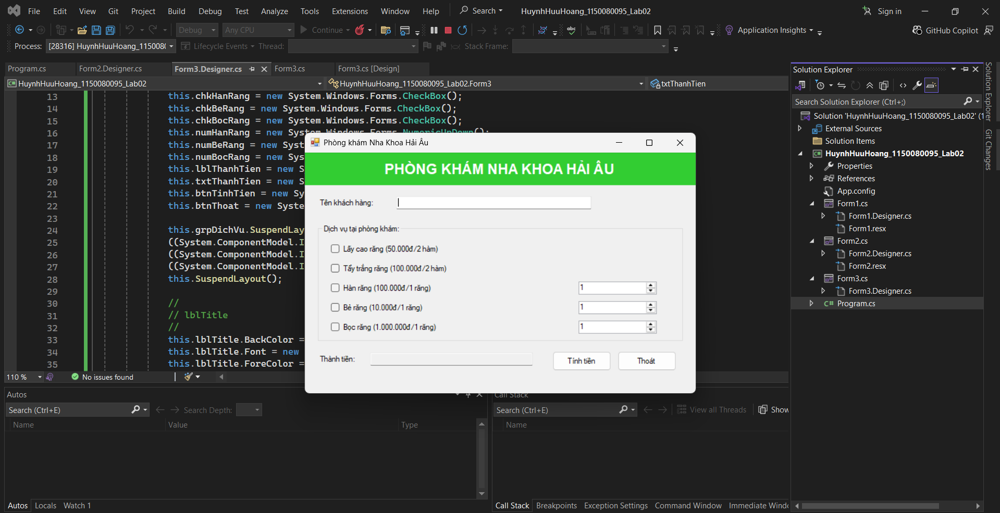 File Edit View Git Project Build Debug Test Analyze Tools Extensions Window Help Search HuynhHuuHoang_1150080095_Lab02 Sign in
Debug Any CPU Continue abc Application Insights GitHub Copilot
Process: [28316] HuynhHuuHoang_115008( Lifecycle Events Thread: Stack Frame:
Program.cs Form2.Designer.cs Form3.Designer.cs Form3.cs Form3.cs [Design]
C# HuynhHuuHoang_1150080095_Lab02 HuynhHuuHoang_1150080095_Lab02.Form3 txtThanhTien
13 this.chkHanRang = new System.Windows.Forms.CheckBox();
14 this.chkBeRang = new System.Windows.Forms.CheckBox();
15 this.chkBocRang = new System.Windows.Forms.CheckBox();
16 this.numHanRang = new System.Windows.Forms.NumericUpDown();
17 this.numBeRang = new Syst
18 this.numBocRang = new Sys
19 this.lblThanhTien = new S
20 this.txtThanhTien = new S
21 this.btnTinhTien = new Sy
22 this.btnThoat = new Syste
23
24 this.grpDichVu.SuspendLay
25 ((System.ComponentModel.I
26 ((System.ComponentModel.I
27 ((System.ComponentModel.I
28 this.SuspendLayout();
29
30 //
31 // lblTitle
32 //
33 this.lblTitle.BackColor =
34 this.lblTitle.Font = new
35 this.lblTitle.ForeColor =
110 % No issues found
Phòng khám Nha Khoa Hải Âu
PHÒNG KHÁM NHA KHOA HẢI ÂU
Tên khách hàng:
Dịch vụ tại phòng khám:
Lấy cao răng (50.000đ/2 hàm)
Tẩy trắng răng (100.000đ/2 hàm)
Hàn răng (100.000đ/1 răng) 1
Bẻ răng (10.000đ/1 răng) 1
Bọc răng (1.000.000đ/1 răng) 1
Thành tiền: Tính tiền Thoát
Autos
Search (Ctrl+E) Search Depth:
Name Value Type
Autos Locals Watch 1
Call Stack
Search (Ctrl+E) View all Threads Show
Name
Call Stack Breakpoints Exception Settings Command Window Immediate Windo
Solution Explorer
Search Solution Explorer (Ctrl+;)
Solution 'HuynhHuuHoang_1150080095_Lab02' (1
External Sources
Solution Items
C# HuynhHuuHoang_1150080095_Lab02
Properties
References
App.config
Form1.cs
Form1.Designer.cs
Form1.resx
Form2.cs
Form2.Designer.cs
Form2.resx
Form3.cs
Form3.Designer.cs
C# Program.cs
Solution Explorer
Git Changes